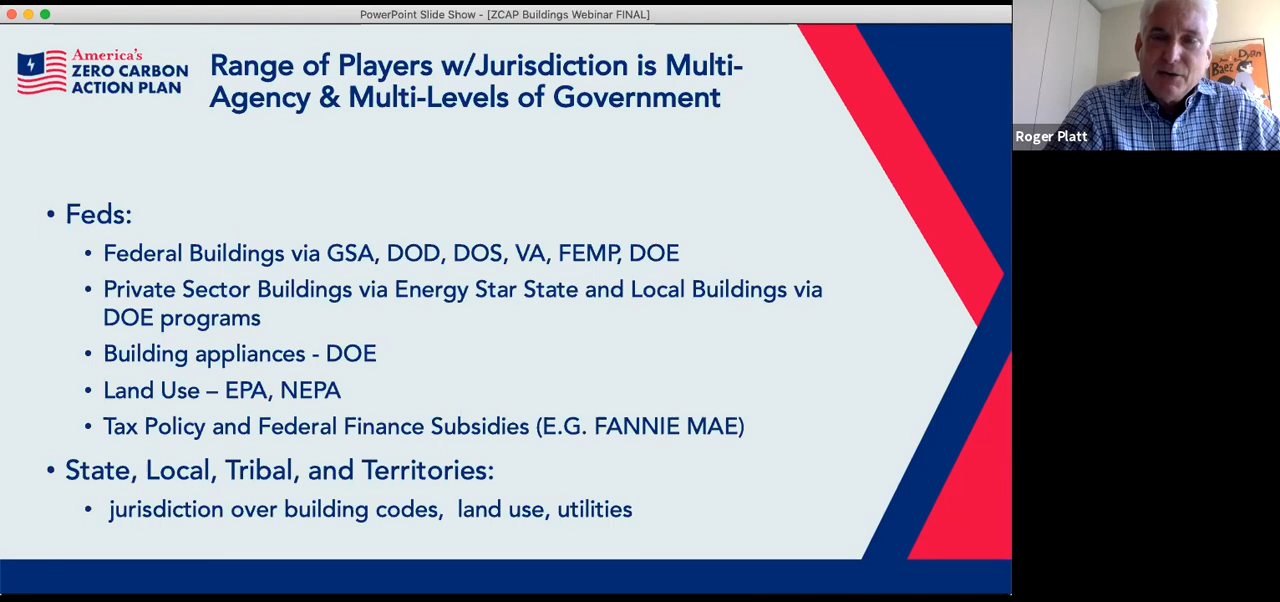 PowerPoint Slide Show - [ZCAP Buildings Webinar FINAL]
America's
ZERO CARBON
ACTION PLAN
Range of Players w/Jurisdiction is Multi-
Agency & Multi-Levels of Government
• Feds:
• Federal Buildings via GSA, DOD, DOS, VA, FEMP, DOE
• Private Sector Buildings via Energy Star State and Local Buildings via
DOE programs
• Building appliances - DOE
• Land Use – EPA, NEPA
• Tax Policy and Federal Finance Subsidies (E.G. FANNIE MAE)
• State, Local, Tribal, and Territories:
• jurisdiction over building codes,  land use, utilities
Dylan
Baez
Roger Platt